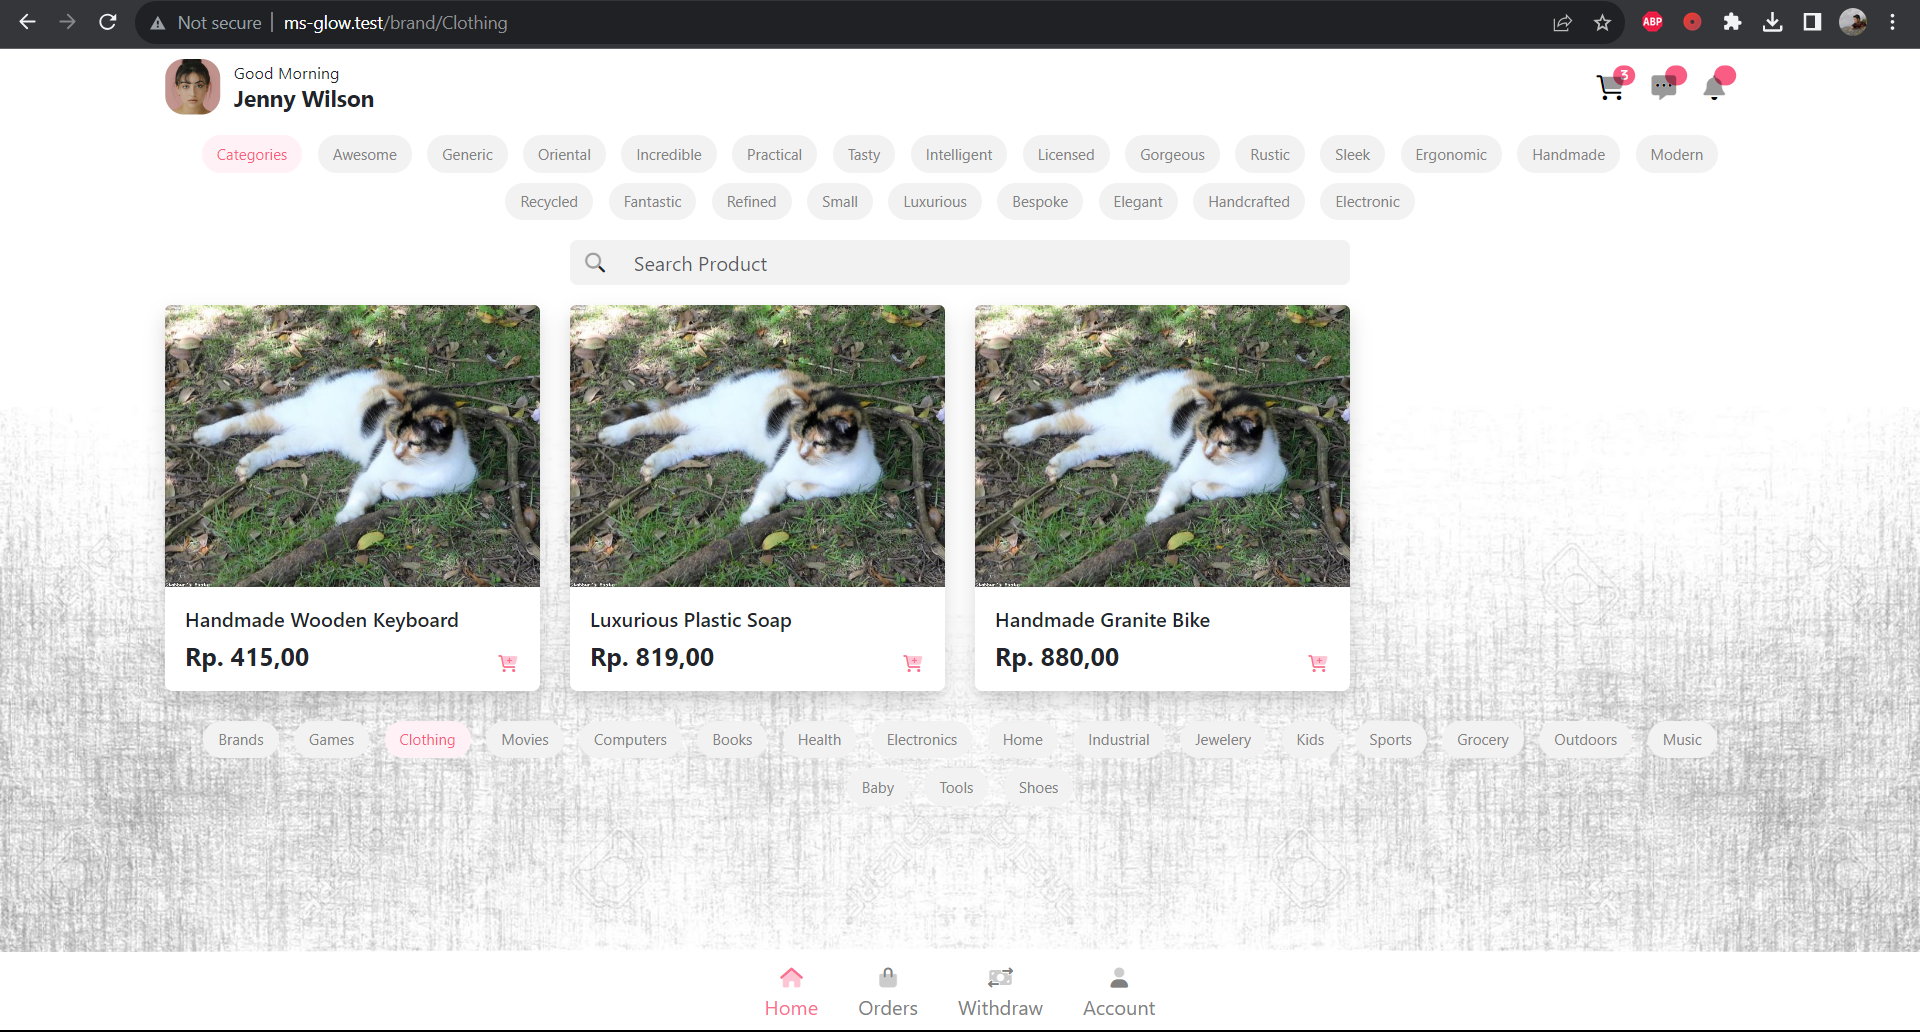 Not secure | ms-glow.test/brand/Clothing
ABP
Good Morning
Jenny Wilson
3
Categories Awesome Generic Oriental Incredible Practical Tasty Intelligent Licensed Gorgeous Rustic Sleek Ergonomic Handmade Modern
Recycled Fantastic Refined Small Luxurious Bespoke Elegant Handcrafted Electronic
Search Product
Handmade Wooden Keyboard
Rp. 415,00
Luxurious Plastic Soap
Rp. 819,00
Handmade Granite Bike
Rp. 880,00
Brands Games Clothing Movies Computers Books Health Electronics Home Industrial Jewelery Kids Sports Grocery Outdoors Music
Baby Tools Shoes
Home Orders Withdraw Account